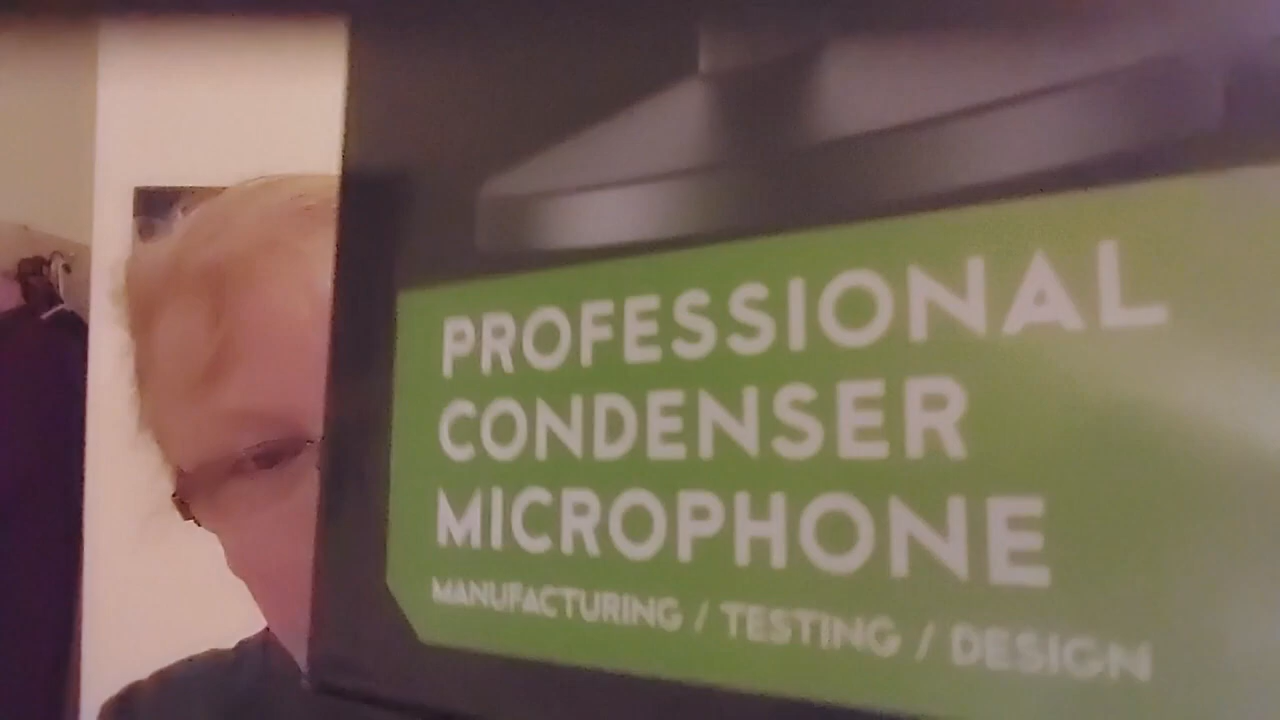 PROFESSIONAL
CONDENSER
MICROPHONE
MANUFACTURING / TESTING / DESIGN